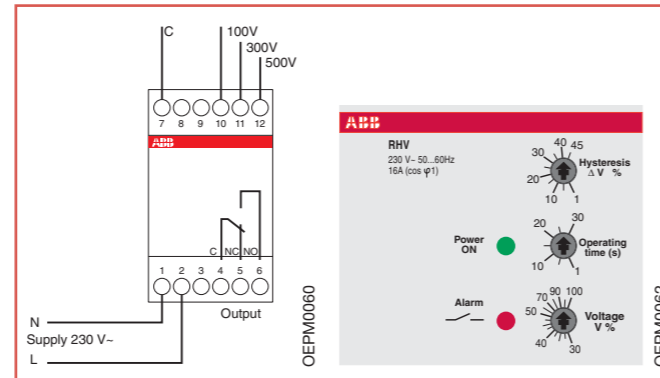 C
100V
300V
500V
7 8 9 10 11 12
ABB
C NC NO
1 2 3 4 5 6
Output
N
Supply 230 V~
L
OEPM0060
ABB
RHV
230 V~ 50...60Hz
16A (cos φ1)
40 45
30
20
10 1
Hysteresis
Δ V %
20 30
10 1
Operating
time (s)
Power
ON
Alarm
90 100
70
50
40
30
Voltage
V %
OEPM0062